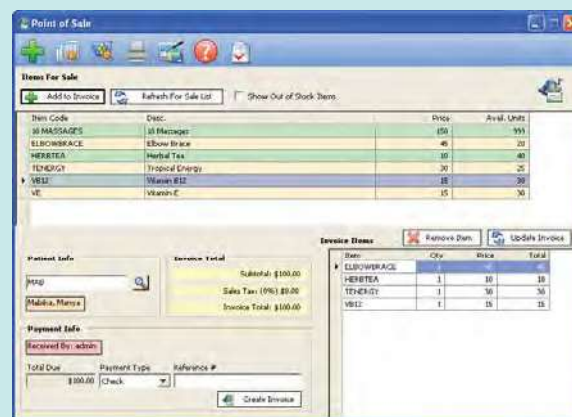 Point of Sale
Items For Sale
Add to Invoice Refresh For Sale List Show Out of Stock Items
Item Code Desc. Price Avail. Units
10 MASSAGES 10 Massages 150 999
ELBOWBRACE Elbow Brace 45 20
HERBTEA Herbal Tea 10 40
TENERGY Tropical Energy 30 25
VB12 Vitamin B12 15 30
VE Vitamin E 15 30
Invoice Items Remove Item Update Invoice
Patient Info Invoice Total
Item Qty Price Total
Subtotal: $100.00
ELBOWBRACE
HERBTEA 1 10 10
Sales Tax: (0%) $0.00
TENERGY 1 30 30
Invoice Total: $100.00
VB12 1 15 15
Payment Info
Received By: admin
Total Due Payment Type Reference #
$100.00 Check
Create Invoice